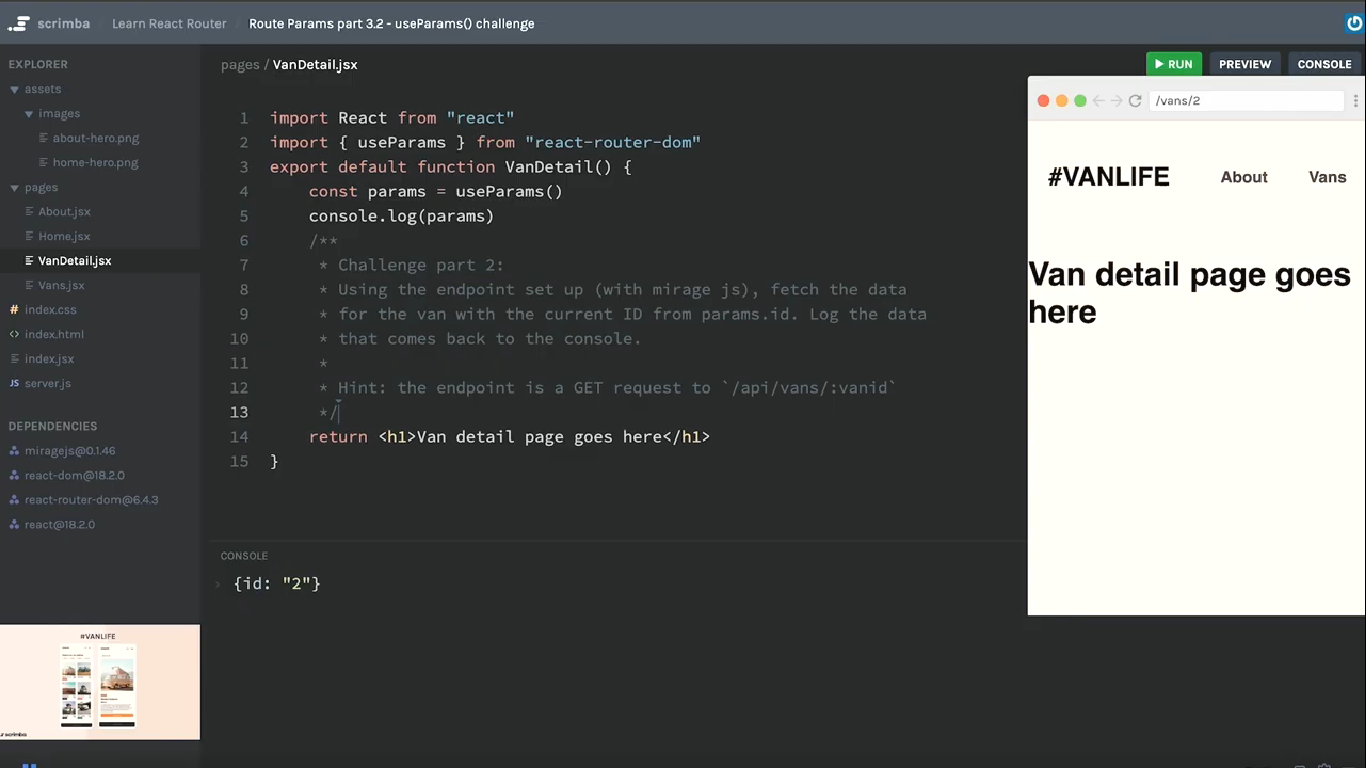 scrimba Learn React Router Route Params part 3.2 - useParams() challenge
EXPLORER
assets
images
about-hero.png
home-hero.png
pages
About.jsx
Home.jsx
VanDetail.jsx
Vans.jsx
# index.css
<> index.html
index.jsx
JS server.js
DEPENDENCIES
miragejs@0.1.46
react-dom@18.2.0
react-router-dom@6.4.3
react@18.2.0
#VANLIFE
pages / VanDetail.jsx
RUN PREVIEW CONSOLE
1 import React from "react"
2 import { useParams } from "react-router-dom"
3 export default function VanDetail() {
4 const params = useParams()
5 console.log(params)
6 /**
7 * Challenge part 2:
8 * Using the endpoint set up (with mirage js), fetch the data
9 * for the van with the current ID from params.id. Log the data
10 * that comes back to the console.
11 *
12 * Hint: the endpoint is a GET request to `/api/vans/:vanid`
13 */
14 return <h1>Van detail page goes here</h1>
15 }
CONSOLE
{id: "2"}
/vans/2
#VANLIFE About Vans
Van detail page goes
here